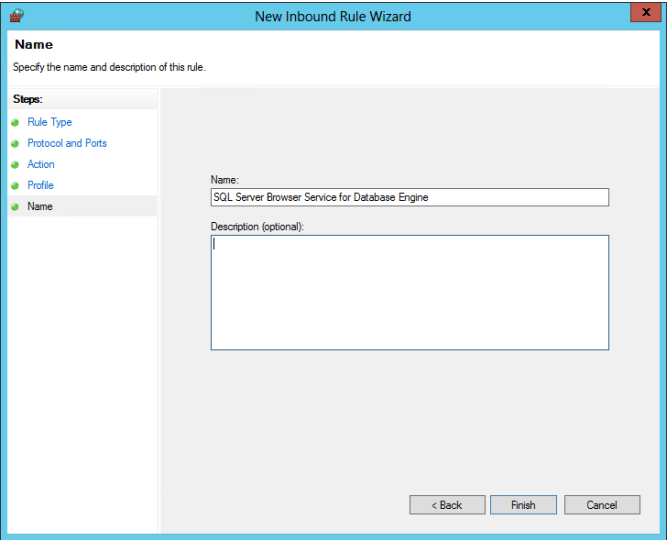 New Inbound Rule Wizard
x
Name
Specify the name and description of this rule.
Steps:
Rule Type
Protocol and Ports
Action
Profile
Name
Name:
SQL Server Browser Service for Database Engine
Description (optional):
< Back
Finish
Cancel